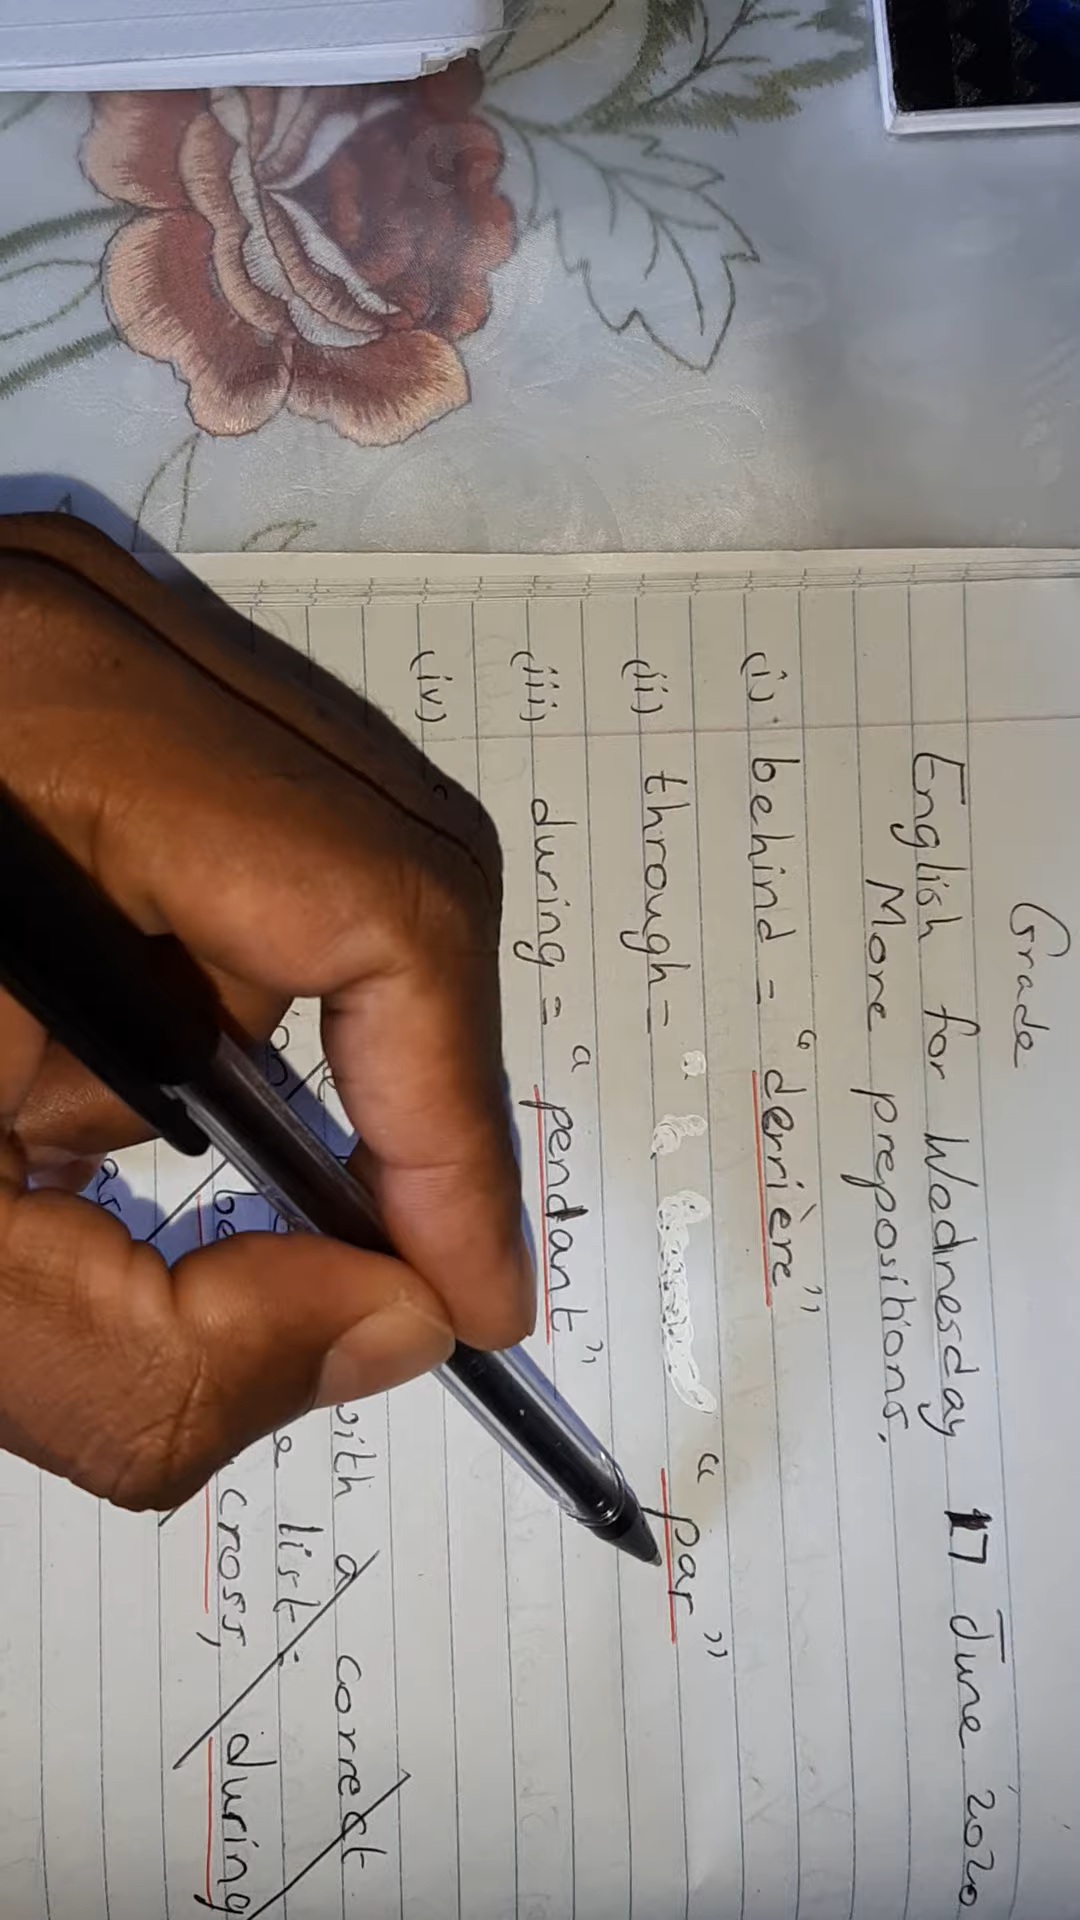 Grade
English for Wednesday 17 June 2020
More prepositions.
(i) behind = "derrière"
(ii) through = "par"
(iii) during = "pendant"
(iv)
with a correct
list:
cross, during